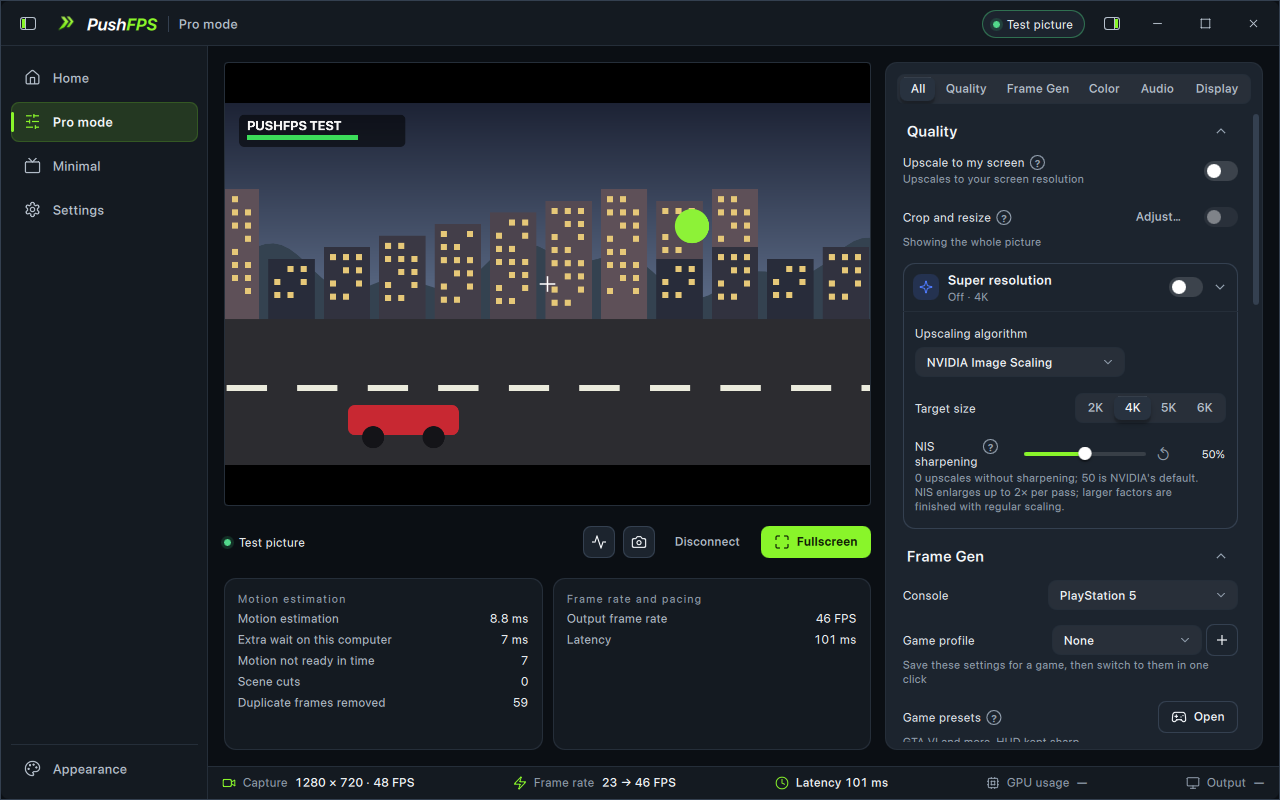 PushFPS
Pro mode
Test picture
Home
Pro mode
Minimal
Settings
Appearance
PUSHFPS TEST
Test picture
Disconnect
Fullscreen
Motion estimation
Motion estimation 8.8 ms
Extra wait on this computer 7 ms
Motion not ready in time 7
Scene cuts 0
Duplicate frames removed 59
Frame rate and pacing
Output frame rate 46 FPS
Latency 101 ms
All Quality Frame Gen Color Audio Display
Quality
Upscale to my screen ?
Upscales to your screen resolution
Crop and resize ? Adjust...
Showing the whole picture
Super resolution
Off · 4K
Upscaling algorithm
NVIDIA Image Scaling
Target size 2K 4K 5K 6K
NIS ?
sharpening 50%
0 upscales without sharpening; 50 is NVIDIA's default.
NIS enlarges up to 2× per pass; larger factors are
finished with regular scaling.
Frame Gen
Console PlayStation 5
Game profile None
Save these settings for a game, then switch to them in one
click
Game presets ? Open
GTA VI and more, HUD kept sharp
Capture 1280 × 720 · 48 FPS
Frame rate 23 → 46 FPS
Latency 101 ms
GPU usage —
Output —